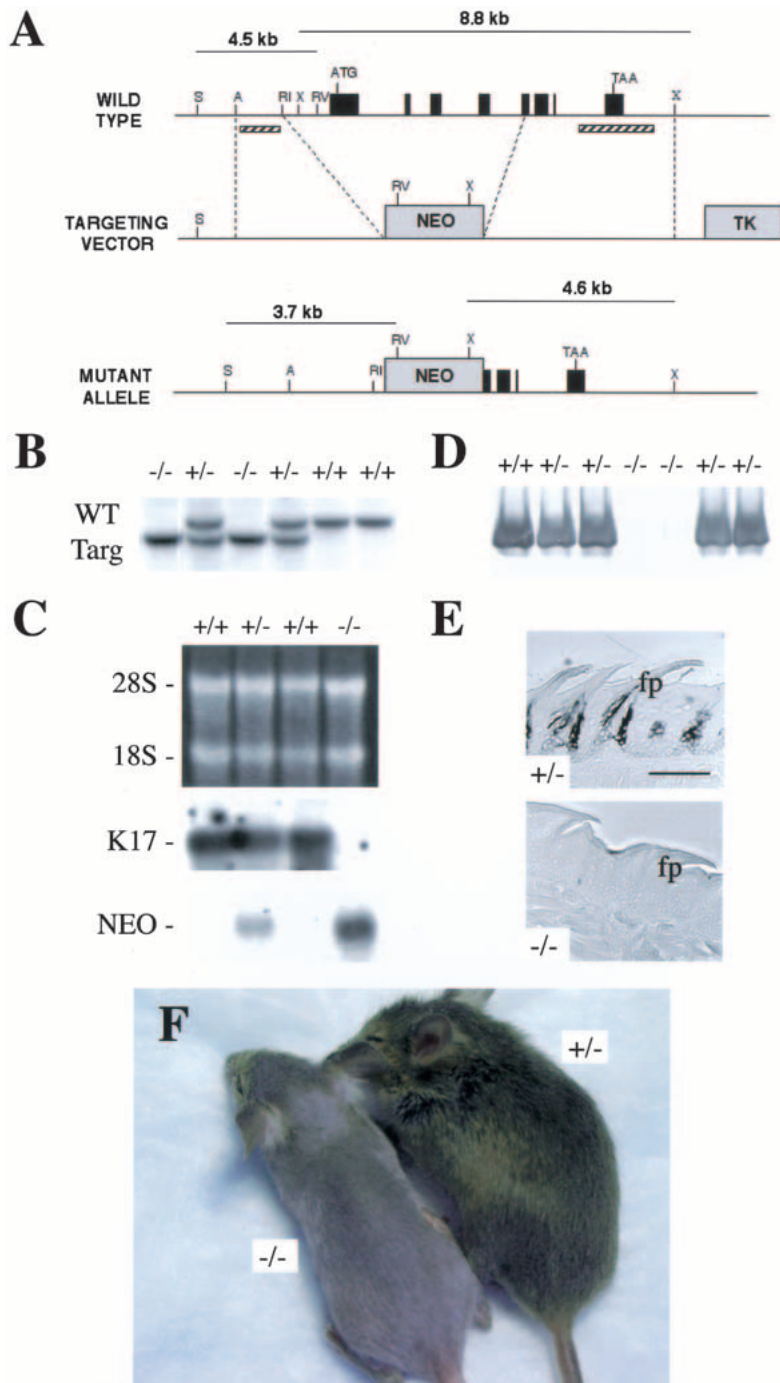 A
4.5 kb
8.8 kb
WILD TYPE
S A RI X RV ATG TAA X
TARGETING VECTOR
S RV X NEO TK
3.7 kb
4.6 kb
MUTANT ALLELE
S A RI RV NEO X TAA X
B
-/- +/- -/- +/- +/+ +/+
WT
Targ
D
+/+ +/- +/- -/- -/- +/- +/-
C
+/+ +/- +/+ -/-
28S -
18S -
K17 -
NEO -
E
fp
+/-
fp
-/-
F
+/-
-/-